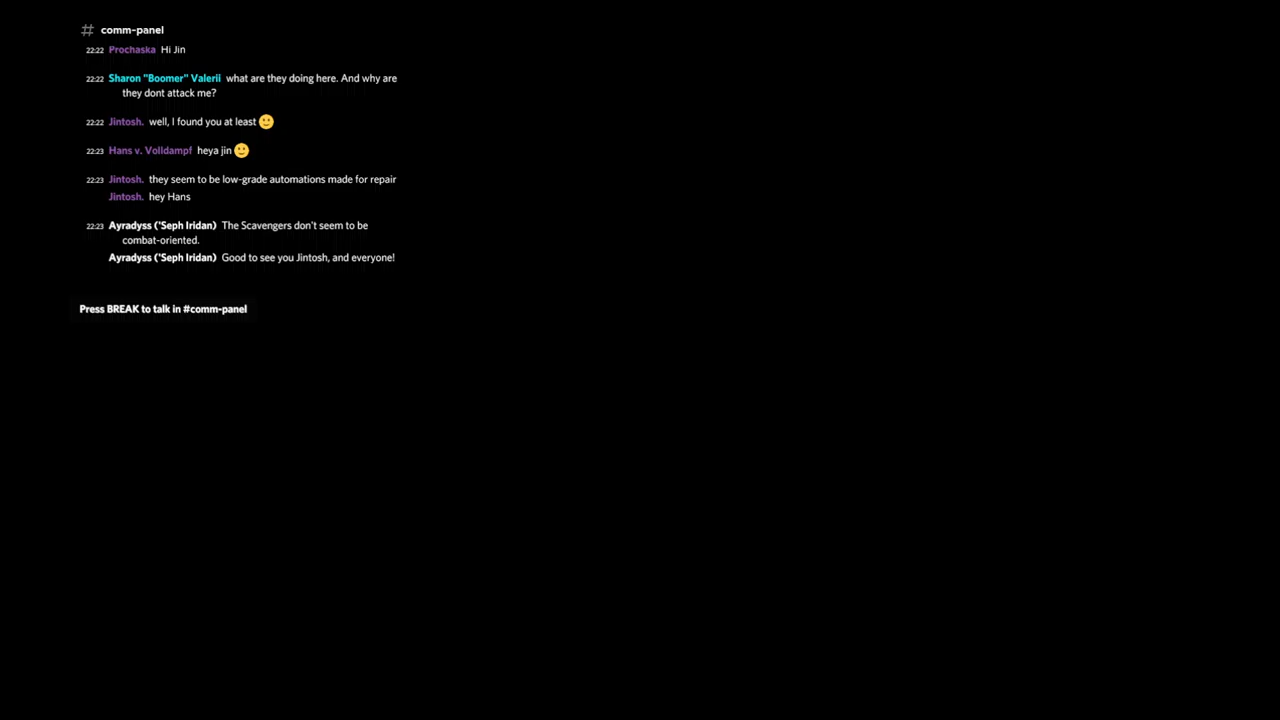 # comm-panel
22:22 Prochaska Hi Jin
22:22 Sharon "Boomer" Valerii what are they doing here. And why are
they dont attack me?
22:22 Jintosh. well, I found you at least 🙂
22:23 Hans v. Volldampf heya jin 🙂
22:23 Jintosh. they seem to be low-grade automations made for repair
Jintosh. hey Hans
22:23 Ayradyss ('Seph Iridan) The Scavengers don't seem to be
combat-oriented.
Ayradyss ('Seph Iridan) Good to see you Jintosh, and everyone!
Press BREAK to talk in #comm-panel